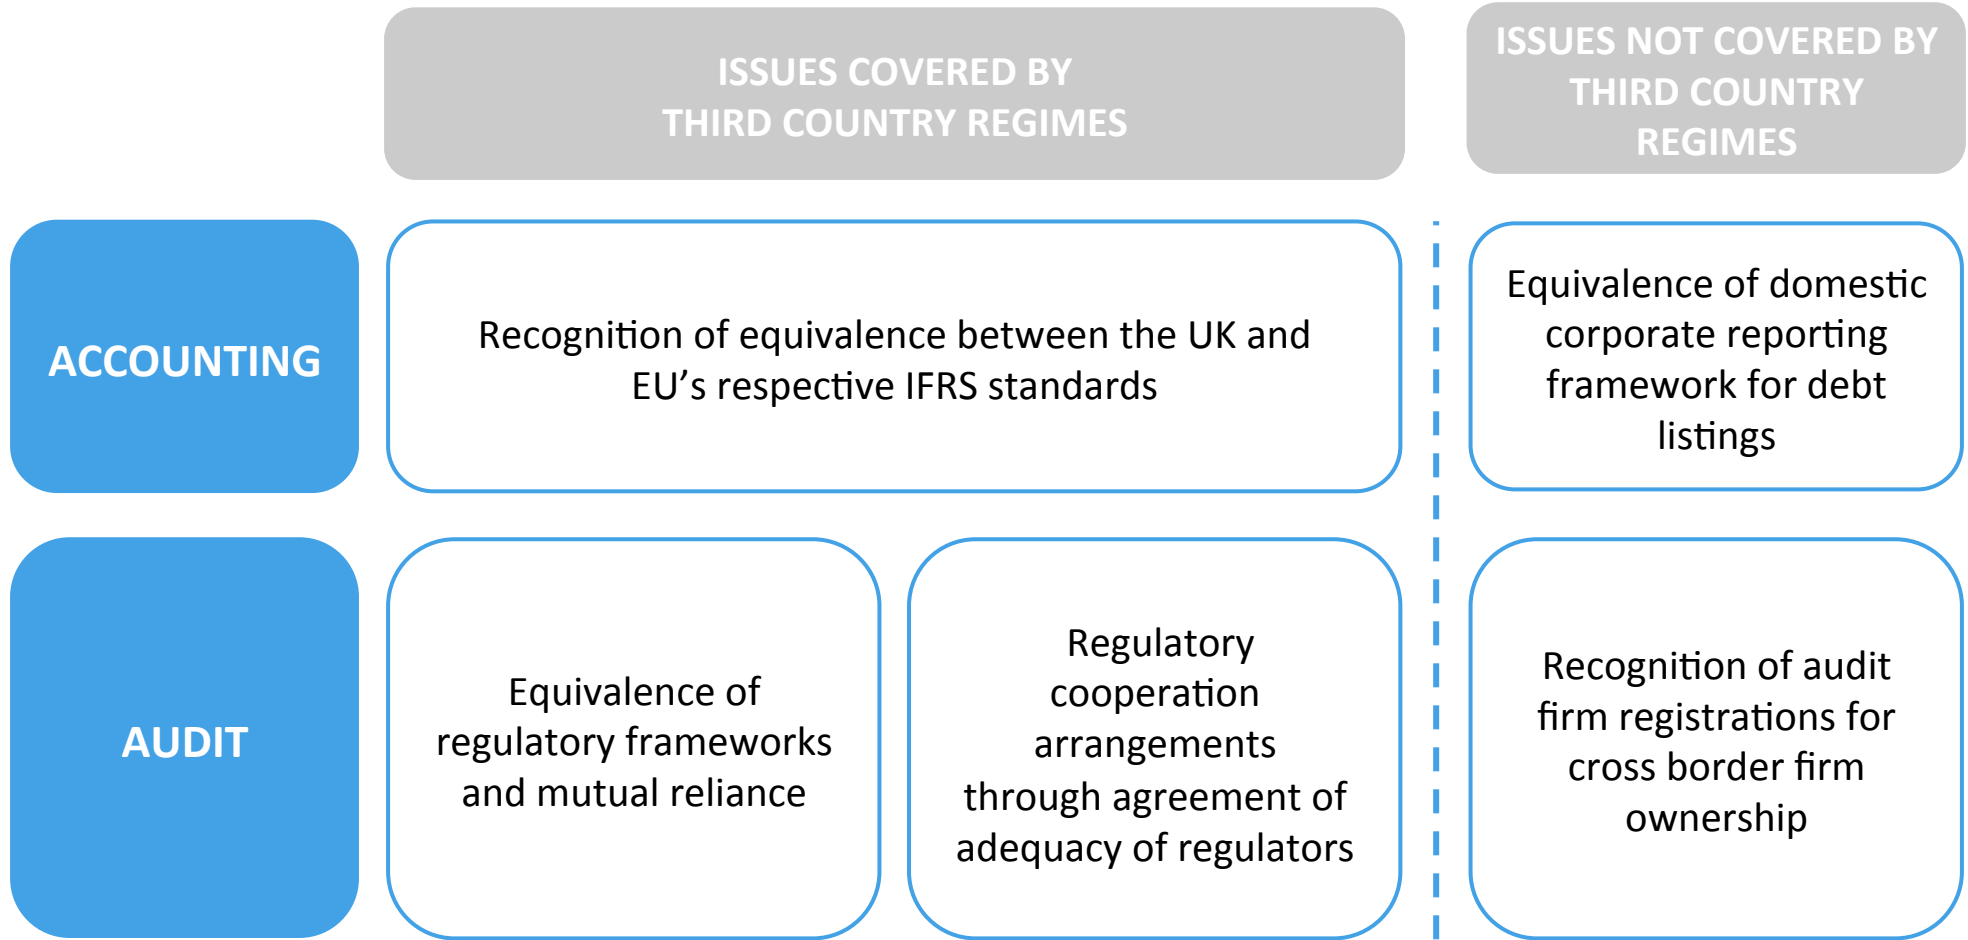 ISSUES COVERED BY
THIRD COUNTRY REGIMES
ISSUES NOT COVERED BY
THIRD COUNTRY
REGIMES
ACCOUNTING
Recognition of equivalence between the UK and
EU’s respective IFRS standards
Equivalence of domestic
corporate reporting
framework for debt
listings
AUDIT
Equivalence of
regulatory frameworks
and mutual reliance
Regulatory
cooperation
arrangements
through agreement of
adequacy of regulators
Recognition of audit
firm registrations for
cross border firm
ownership